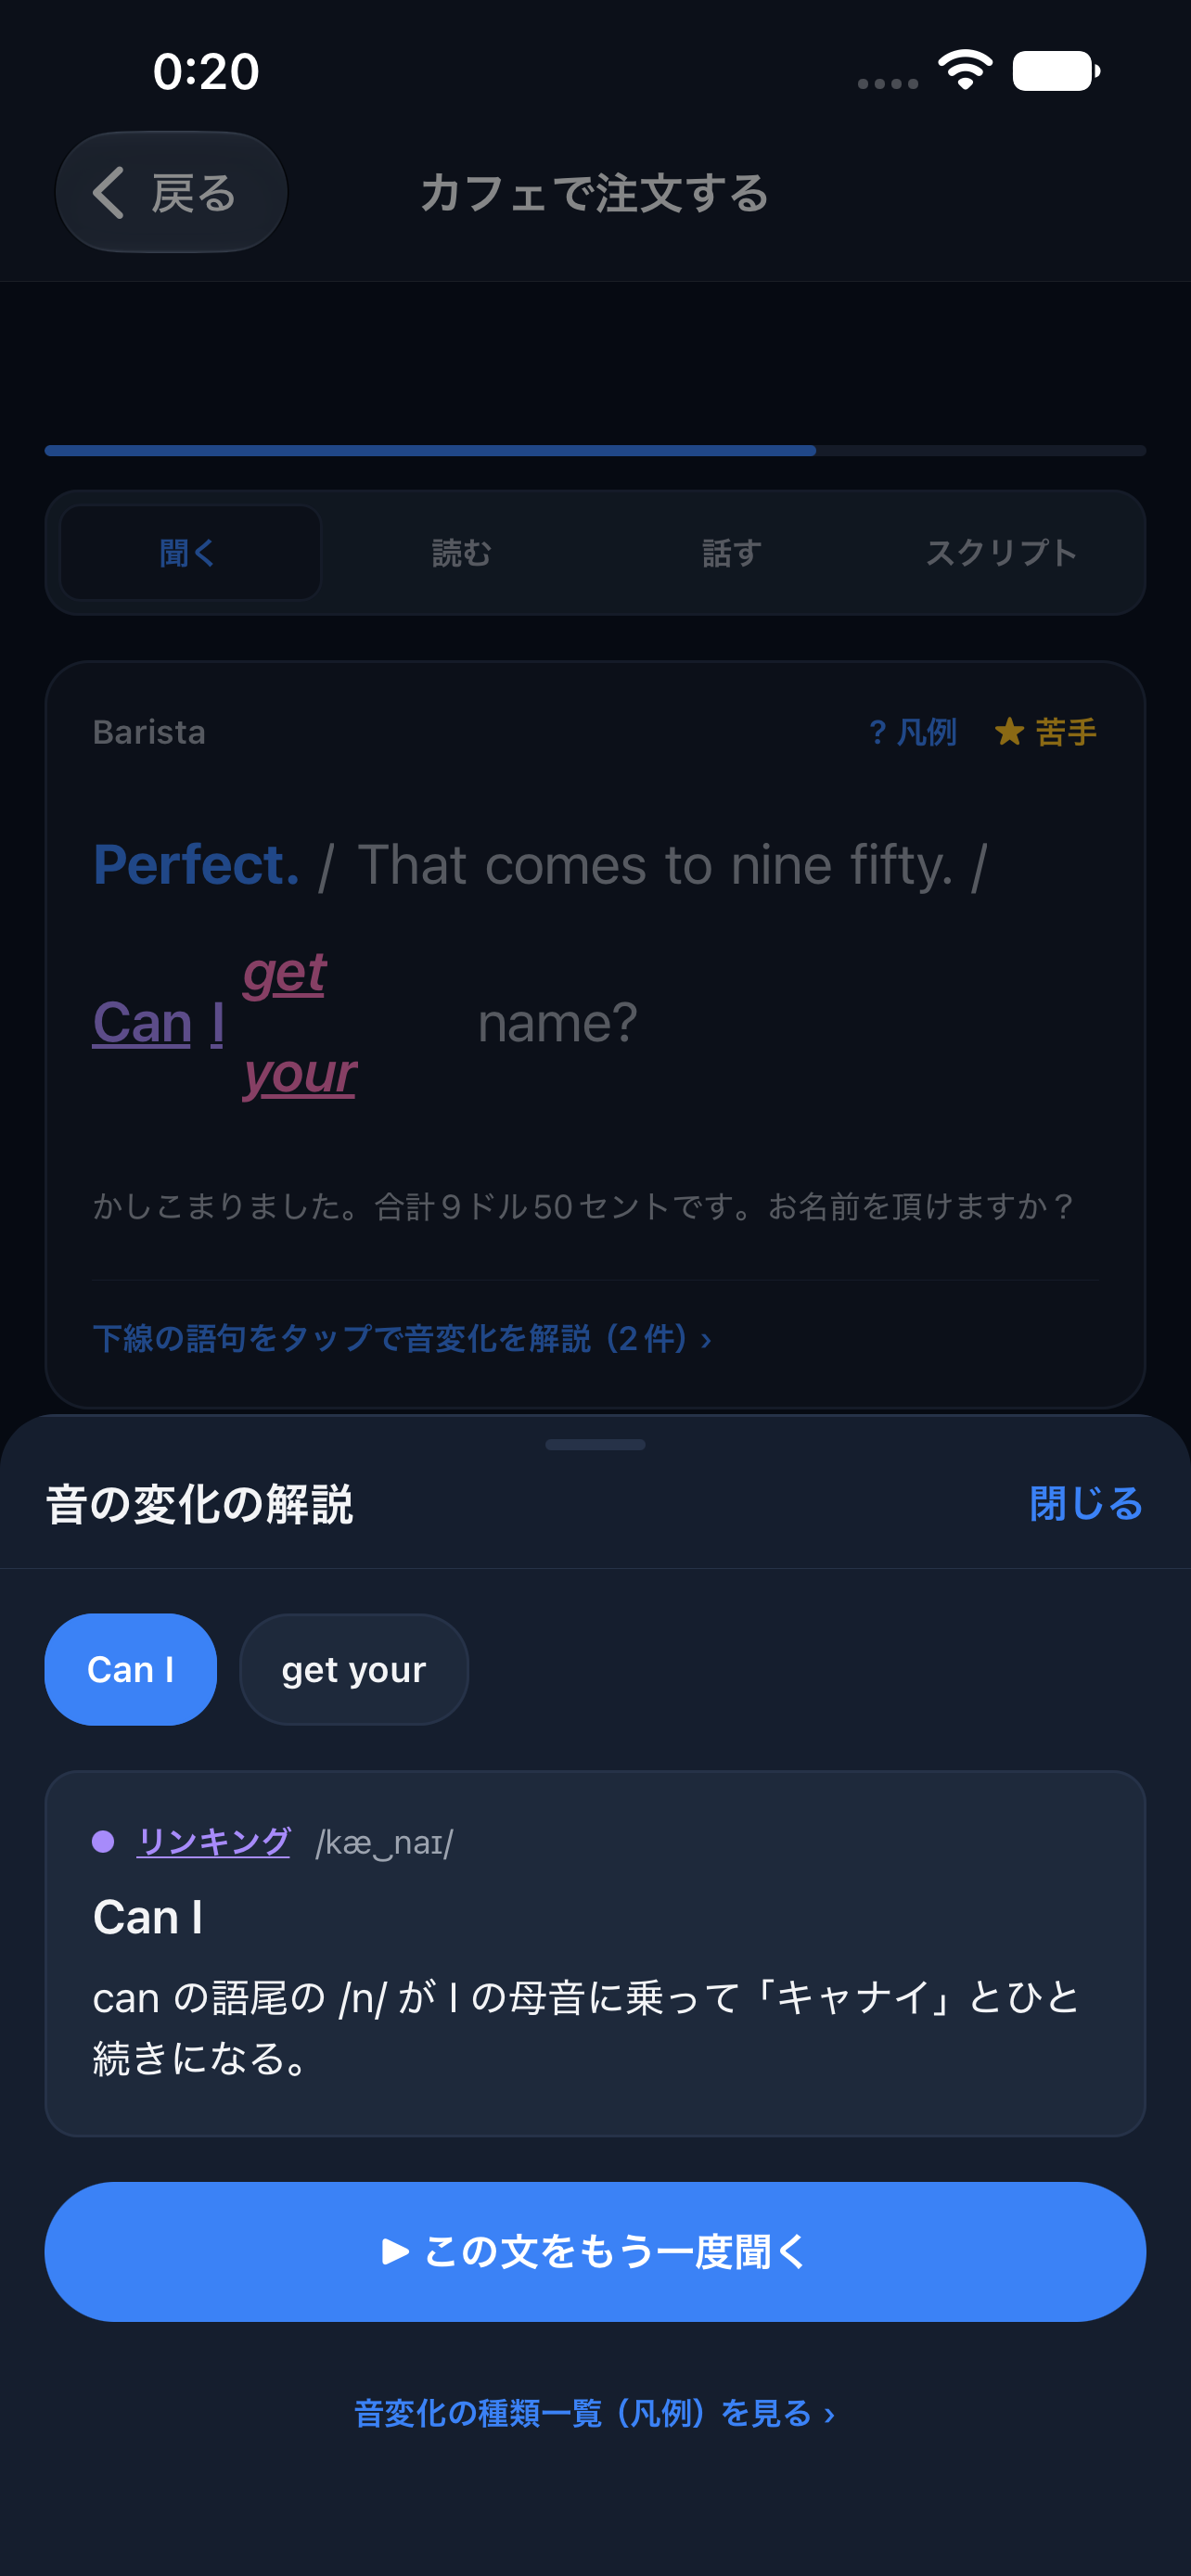 0:20
戻る
カフェで注文する
聞く 読む 話す スクリプト
Barista ? 凡例 ★ 苦手
Perfect. / That comes to nine fifty. /
Can I get your name?
かしこまりました。合計9ドル50セントです。お名前を頂けますか？
下線の語句をタップで音変化を解説（2件）›
音の変化の解説 閉じる
Can I get your
リンキング /kæ‿naɪ/
Can I
can の語尾の /n/ が I の母音に乗って「キャナイ」とひと
続きになる。
▶ この文をもう一度聞く
音変化の種類一覧（凡例）を見る ›